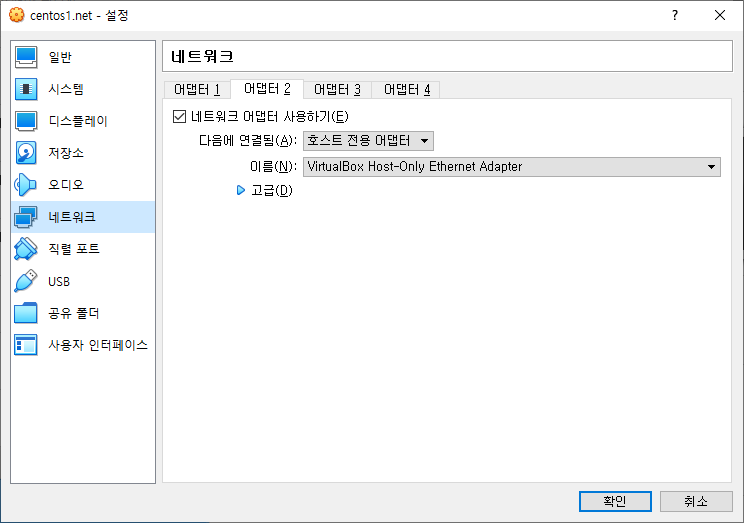 centos1.net - 설정
일반
시스템
디스플레이
저장소
오디오
네트워크
직렬 포트
USB
공유 폴더
사용자 인터페이스
네트워크
어댑터 1 어댑터 2 어댑터 3 어댑터 4
네트워크 어댑터 사용하기(E)
다음에 연결됨(A): 호스트 전용 어댑터
이름(N): VirtualBox Host-Only Ethernet Adapter
고급(D)
확인 취소